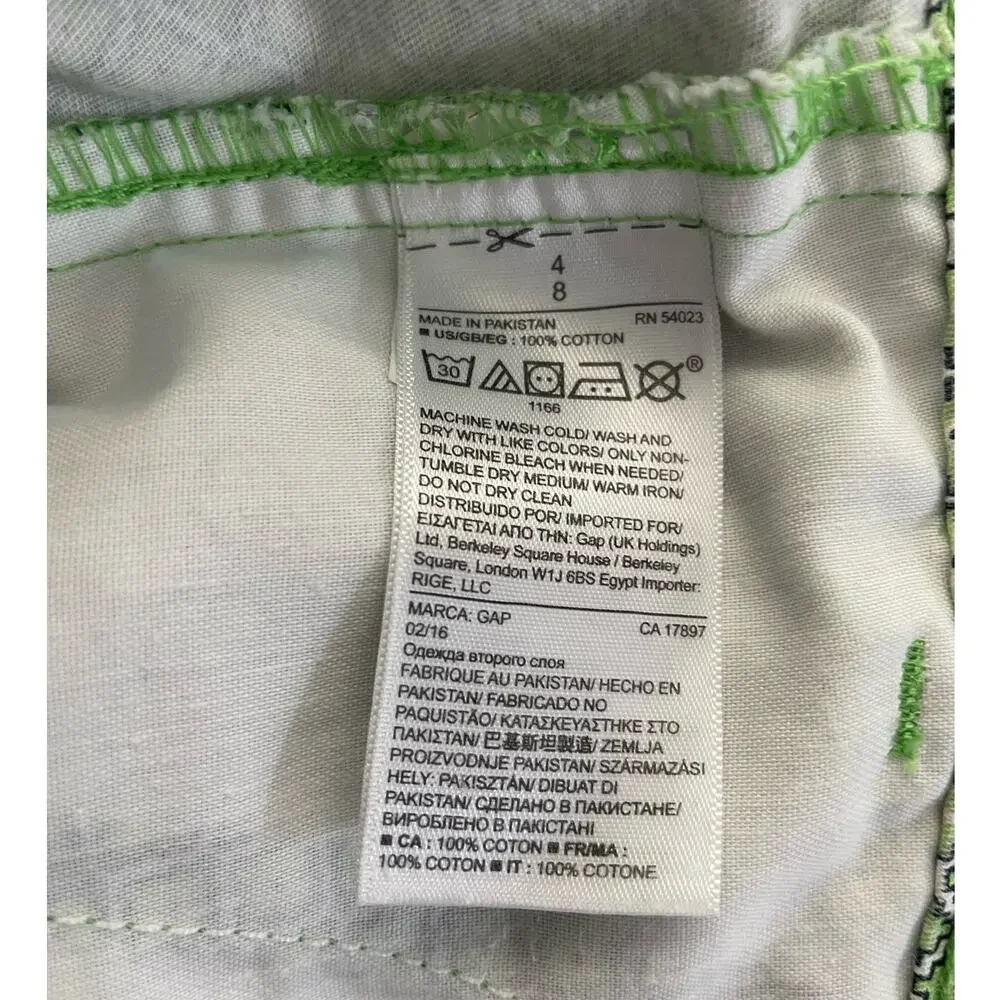 4
8
MADE IN PAKISTAN RN 54023
■ US/GB/EG : 100% COTTON
30 ®
1166
MACHINE WASH COLD/ WASH AND
DRY WITH LIKE COLORS/ ONLY NON-
CHLORINE BLEACH WHEN NEEDED/
TUMBLE DRY MEDIUM/ WARM IRON/
DO NOT DRY CLEAN
DISTRIBUIDO POR/ IMPORTED FOR/
ΕΙΣΑΓΕΤΑΙ ΑΠΟ ΤΗΝ: Gap (UK Holdings)
Ltd, Berkeley Square House / Berkeley
Square, London W1J 6BS Egypt Importer:
RIGE, LLC
MARCA: GAP CA 17897
02/16
Одежда второго слоя
FABRIQUE AU PAKISTAN/ HECHO EN
PAKISTAN/ FABRICADO NO
PAQUISTÃO/ ΚΑΤΑΣΚΕΥΑΣΤΗΚΕ ΣΤΟ
ΠΑΚΙΣΤΑΝ/ 巴基斯坦製造/ ZEMLJA
PROIZVODNJE PAKISTAN/ SZÁRMAZÁSI
HELY: PAKISZTÁN/ DIBUAT DI
PAKISTAN/ СДЕЛАНО В ПАКИСТАНЕ/
ВИРОБЛЕНО В ПАКІСТАНІ
■ CA : 100% COTON ■ FR/MA :
100% COTON ■ IT : 100% COTONE